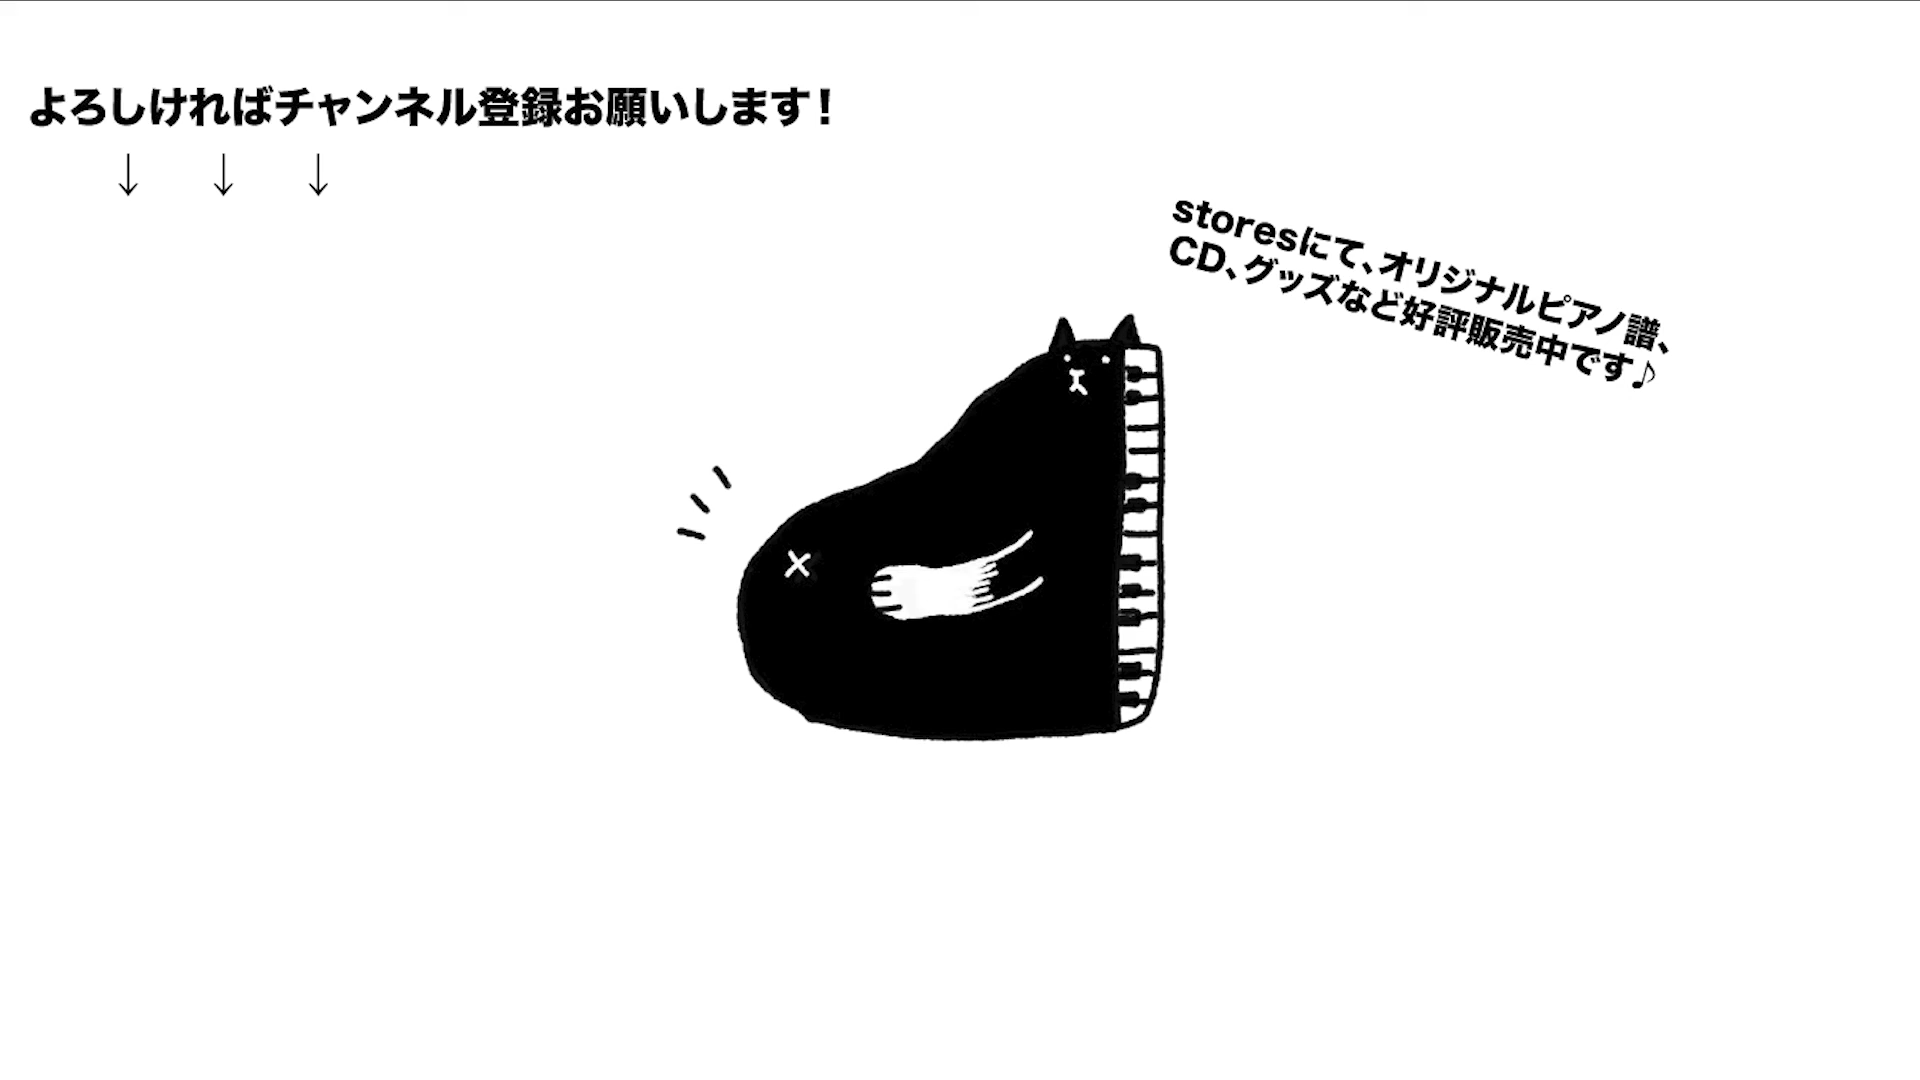 よろしければチャンネル登録お願いします!
↓ ↓ ↓
storesにて、オリジナルピアノ譜、
CD、グッズなど好評販売中です♪